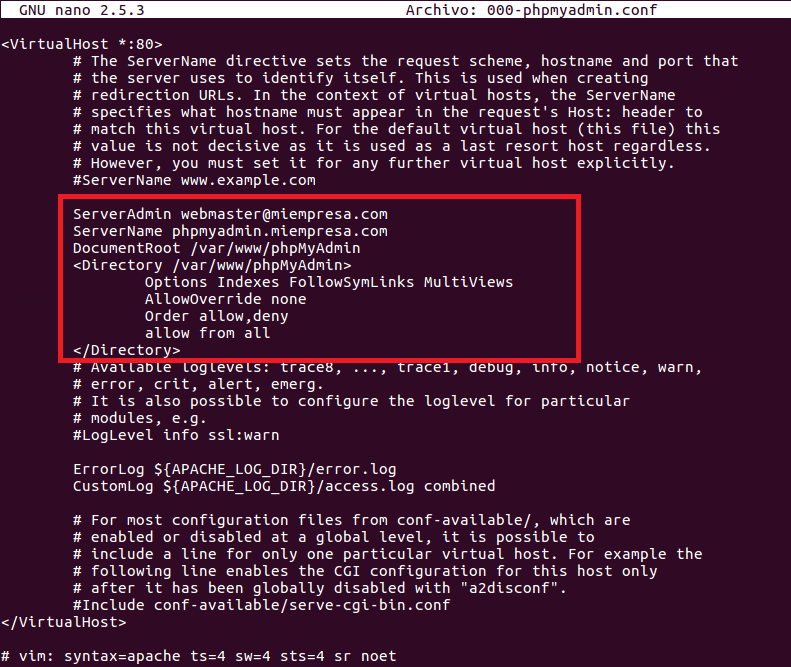 GNU nano 2.5.3 Archivo: 000-phpmyadmin.conf
<VirtualHost *:80>
# The ServerName directive sets the request scheme, hostname and port that
# the server uses to identify itself. This is used when creating
# redirection URLs. In the context of virtual hosts, the ServerName
# specifies what hostname must appear in the request's Host: header to
# match this virtual host. For the default virtual host (this file) this
# value is not decisive as it is used as a last resort host regardless.
# However, you must set it for any further virtual host explicitly.
#ServerName www.example.com
ServerAdmin webmaster@miempresa.com
ServerName phpmyadmin.miempresa.com
DocumentRoot /var/www/phpMyAdmin
<Directory /var/www/phpMyAdmin>
Options Indexes FollowSymLinks MultiViews
AllowOverride none
Order allow,deny
allow from all
</Directory>
# Available loglevels: trace8, ..., trace1, debug, info, notice, warn,
# error, crit, alert, emerg.
# It is also possible to configure the loglevel for particular
# modules, e.g.
#LogLevel info ssl:warn
ErrorLog ${APACHE_LOG_DIR}/error.log
CustomLog ${APACHE_LOG_DIR}/access.log combined
# For most configuration files from conf-available/, which are
# enabled or disabled at a global level, it is possible to
# include a line for only one particular virtual host. For example the
# following line enables the CGI configuration for this host only
# after it has been globally disabled with "a2disconf".
#Include conf-available/serve-cgi-bin.conf
</VirtualHost>
# vim: syntax=apache ts=4 sw=4 sts=4 sr noet